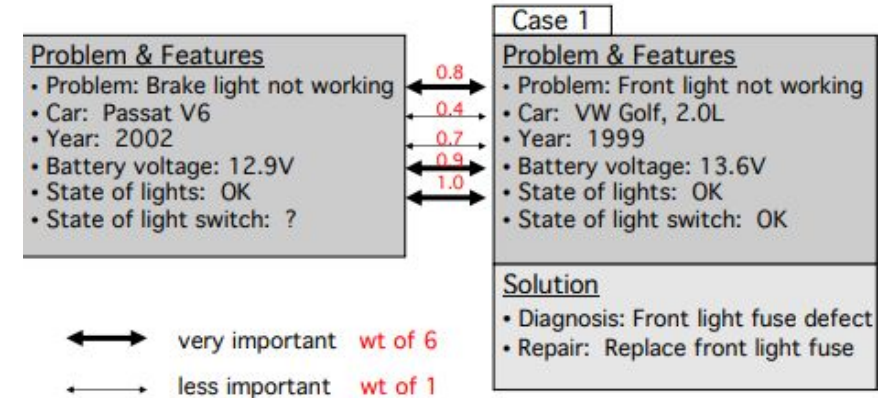 Case 1
Problem & Features
• Problem: Brake light not working
• Car: Passat V6
• Year: 2002
• Battery voltage: 12.9V
• State of lights: OK
• State of light switch: ?
0.8
0.4
0.7
0.9
1.0
Problem & Features
• Problem: Front light not working
• Car: VW Golf, 2.0L
• Year: 1999
• Battery voltage: 13.6V
• State of lights: OK
• State of light switch: OK
Solution
• Diagnosis: Front light fuse defect
• Repair: Replace front light fuse
very important wt of 6
less important wt of 1